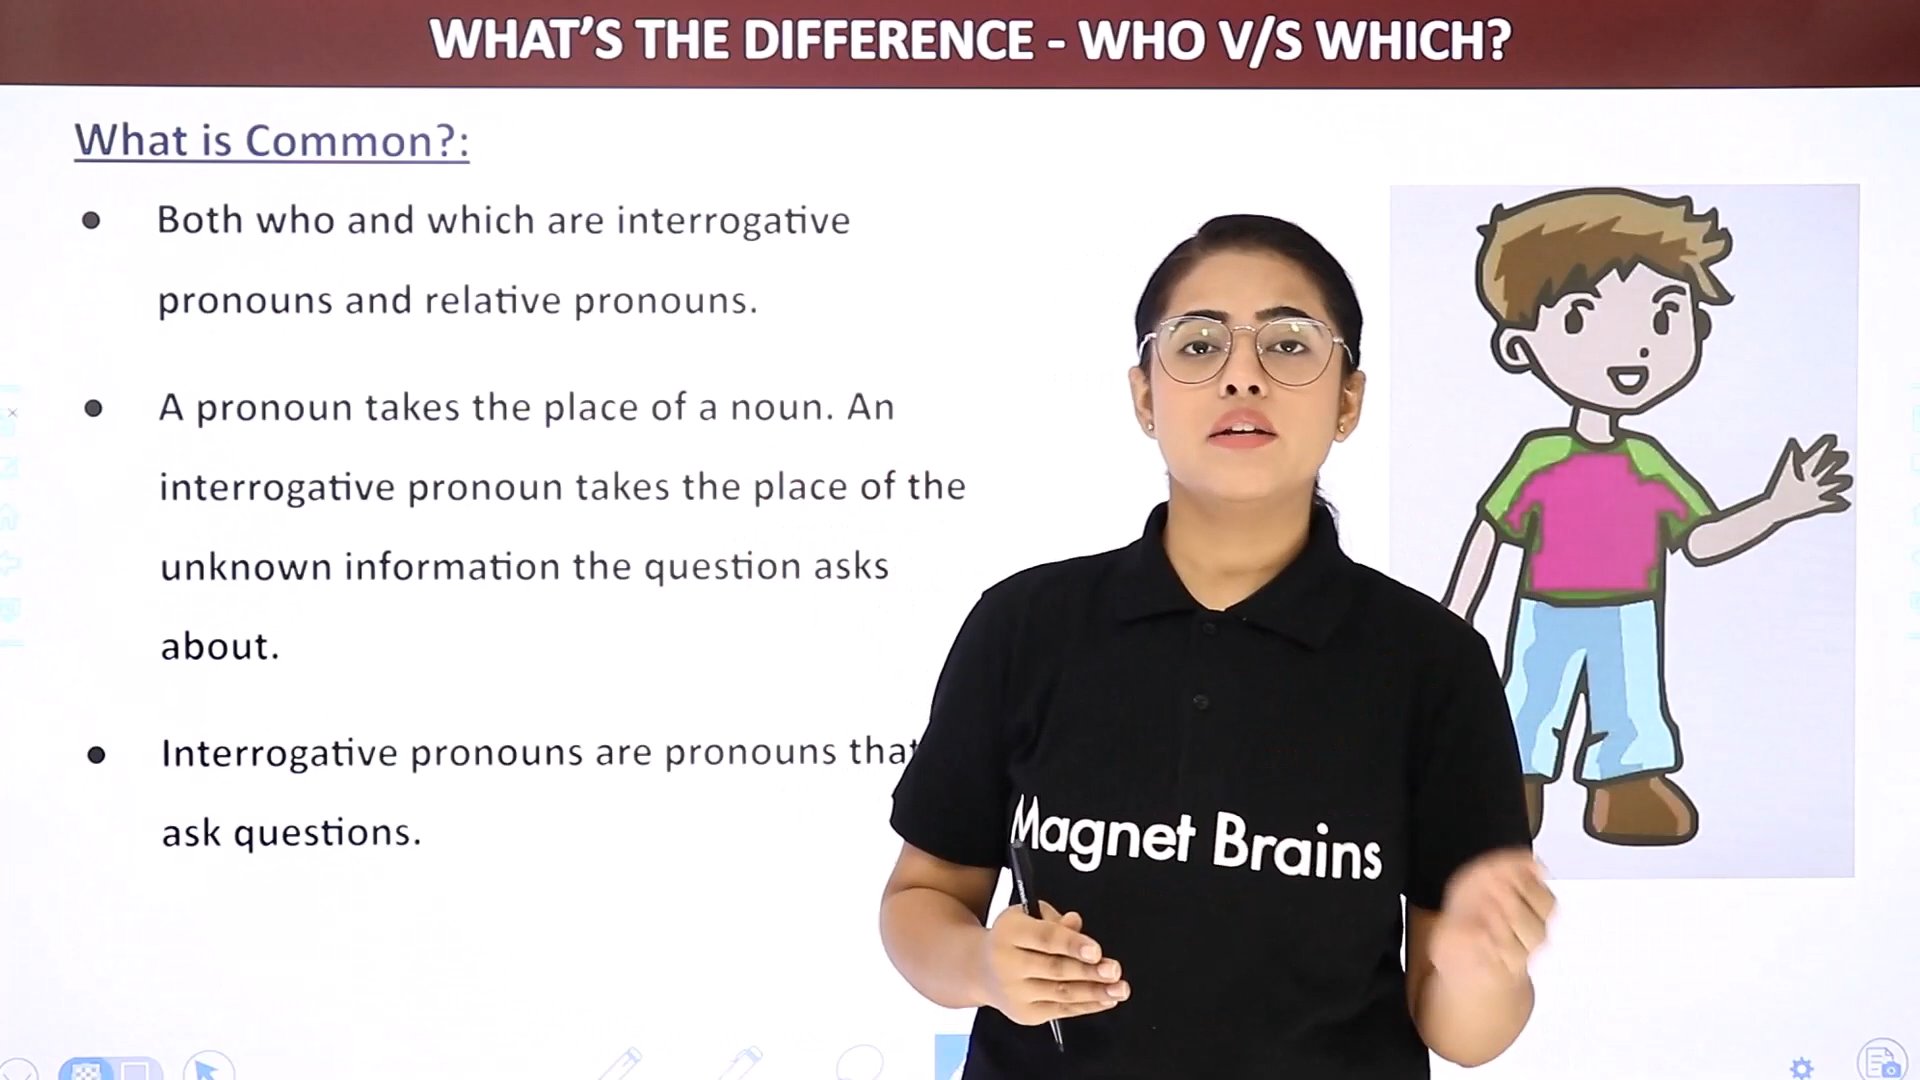 WHAT'S THE DIFFERENCE - WHO V/S WHICH?
What is Common?:
● Both who and which are interrogative
pronouns and relative pronouns.
● A pronoun takes the place of a noun. An
interrogative pronoun takes the place of the
unknown information the question asks
about.
● Interrogative pronouns are pronouns that
ask questions.
Magnet Brains